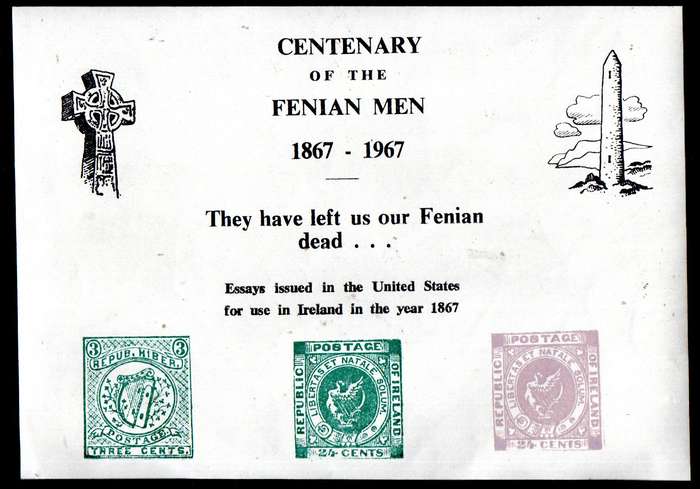 CENTENARY
OF THE
FENIAN MEN
1867 - 1967
They have left us our Fenian
dead . . .
Essays issued in the United States
for use in Ireland in the year 1867
3 3
REPUB. HIBER.
POSTAGE
THREE CENTS.
POSTAGE
REPUBLIC
OF IRELAND
LIBERTAS ET NATALE SOLUM
24 CENTS
POSTAGE
REPUBLIC
OF IRELAND
LIBERTAS ET NATALE SOLUM
24 CENTS